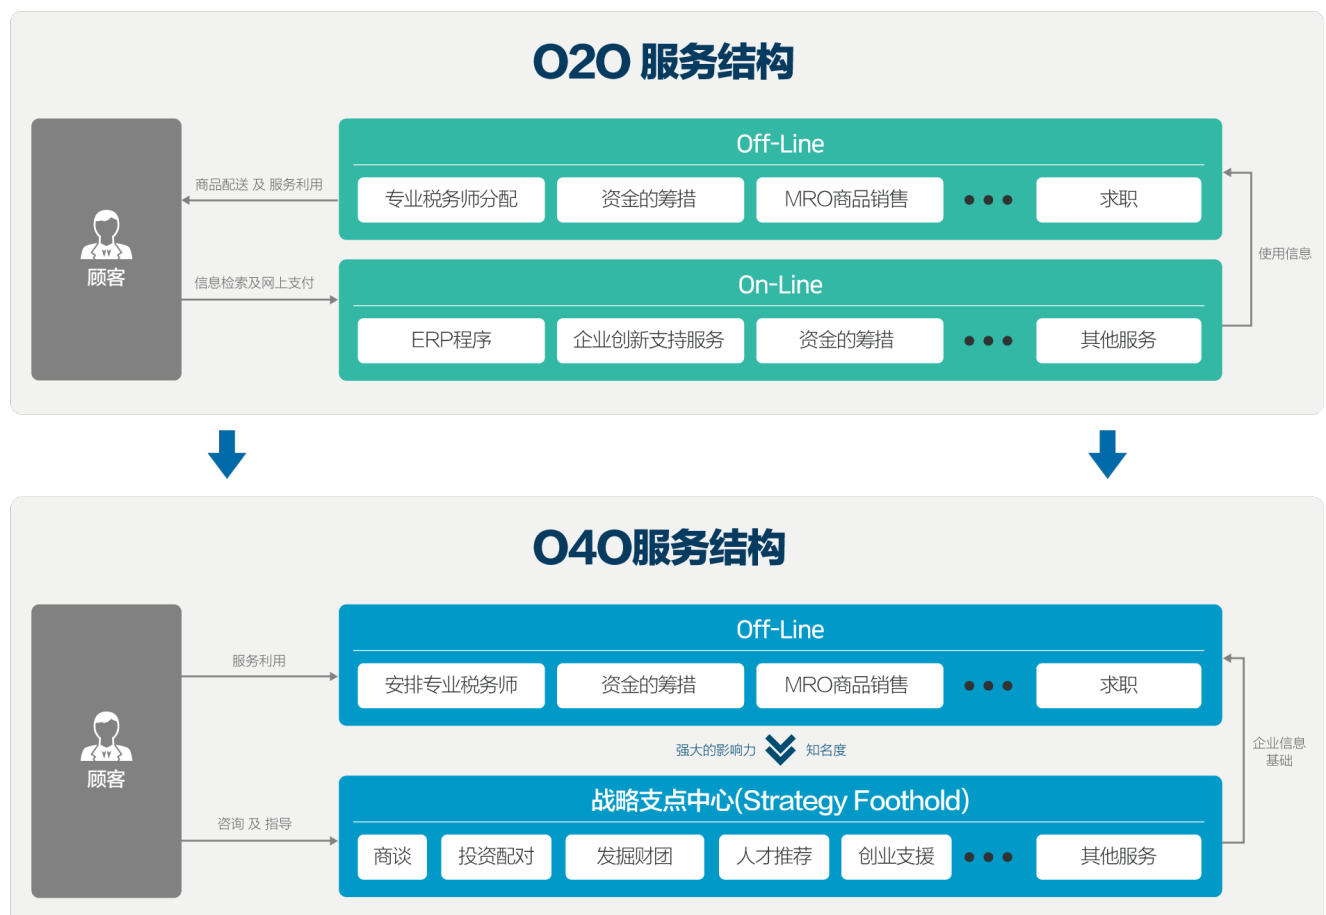 O2O 服务结构
Off-Line
商品配送 及 服务利用
专业税务师分配
资金的筹措
MRO商品销售
求职
顾客
使用信息
信息检索及网上支付
On-Line
ERP程序
企业创新支持服务
资金的筹措
其他服务
O4O服务结构
Off-Line
服务利用
安排专业税务师
资金的筹措
MRO商品销售
求职
强大的影响力
知名度
企业信息
基础
顾客
战略支点中心(Strategy Foothold)
咨询 及 指导
商谈
投资配对
发掘财团
人才推荐
创业支援
其他服务